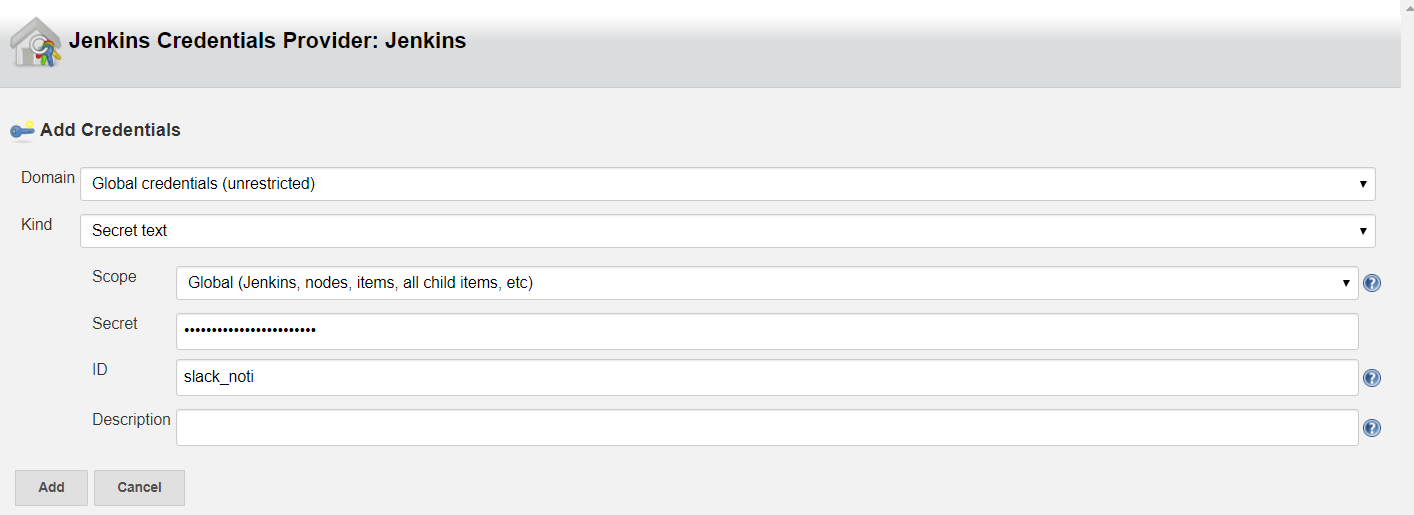 Jenkins Credentials Provider: Jenkins
Add Credentials
Domain Global credentials (unrestricted)
Kind Secret text
Scope Global (Jenkins, nodes, items, all child items, etc)
Secret ••••••••••••••••••••••••
ID slack_noti
Description
Add Cancel